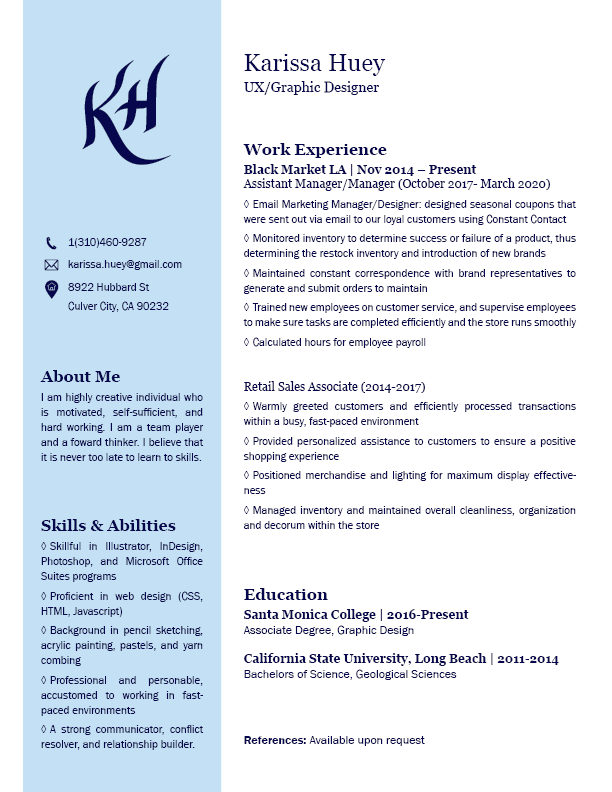 KH
1(310)460-9287
karissa.huey@gmail.com
8922 Hubbard St
Culver City, CA 90232
About Me
I am highly creative individual who
is motivated, self-sufficient, and
hard working. I am a team player
and a foward thinker. I believe that
it is never too late to learn to skills.
Skills & Abilities
◊ Skillful in Illustrator, InDesign,
Photoshop, and Microsoft Office
Suites programs
◊ Proficient in web design (CSS,
HTML, Javascript)
◊ Background in pencil sketching,
acrylic painting, pastels, and yarn
combing
◊ Professional and personable,
accustomed to working in fast-
paced environments
◊ A strong communicator, conflict
resolver, and relationship builder.
Karissa Huey
UX/Graphic Designer
Work Experience
Black Market LA | Nov 2014 – Present
Assistant Manager/Manager (October 2017- March 2020)
◊ Email Marketing Manager/Designer: designed seasonal coupons that
were sent out via email to our loyal customers using Constant Contact
◊ Monitored inventory to determine success or failure of a product, thus
determining the restock inventory and introduction of new brands
◊ Maintained constant correspondence with brand representatives to
generate and submit orders to maintain
◊ Trained new employees on customer service, and supervise employees
to make sure tasks are completed efficiently and the store runs smoothly
◊ Calculated hours for employee payroll
Retail Sales Associate (2014-2017)
◊ Warmly greeted customers and efficiently processed transactions
within a busy, fast-paced environment
◊ Provided personalized assistance to customers to ensure a positive
shopping experience
◊ Positioned merchandise and lighting for maximum display effective-
ness
◊ Managed inventory and maintained overall cleanliness, organization
and decorum within the store
Education
Santa Monica College | 2016-Present
Associate Degree, Graphic Design
California State University, Long Beach | 2011-2014
Bachelors of Science, Geological Sciences
References: Available upon request